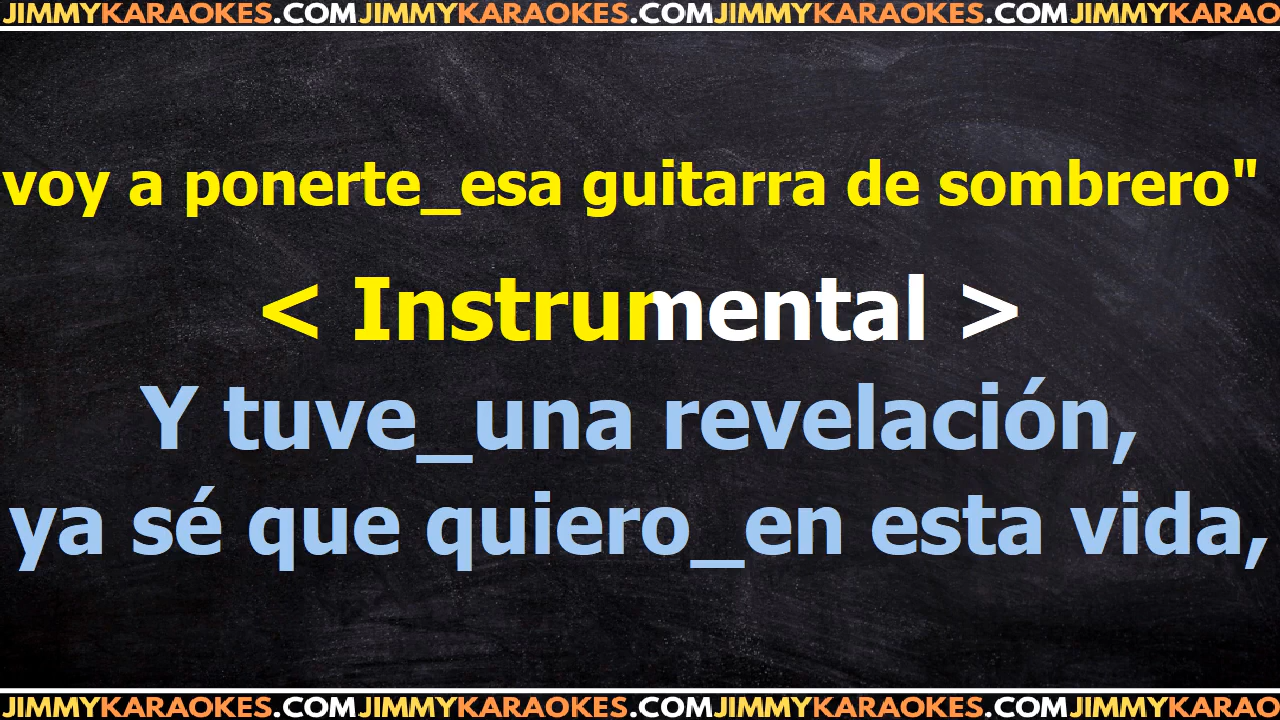 JIMMYKARAOKES.COMJIMMYKARAOKES.COMJIMMYKARAOKES.COMJIMMYKARAO
voy a ponerte_esa guitarra de sombrero"
< Instrumental >
Y tuve_una revelación,
ya sé que quiero_en esta vida,
JIMMYKARAOKES.COMJIMMYKARAOKES.COMJIMMYKARAOKES.COMJIMMYKARAO